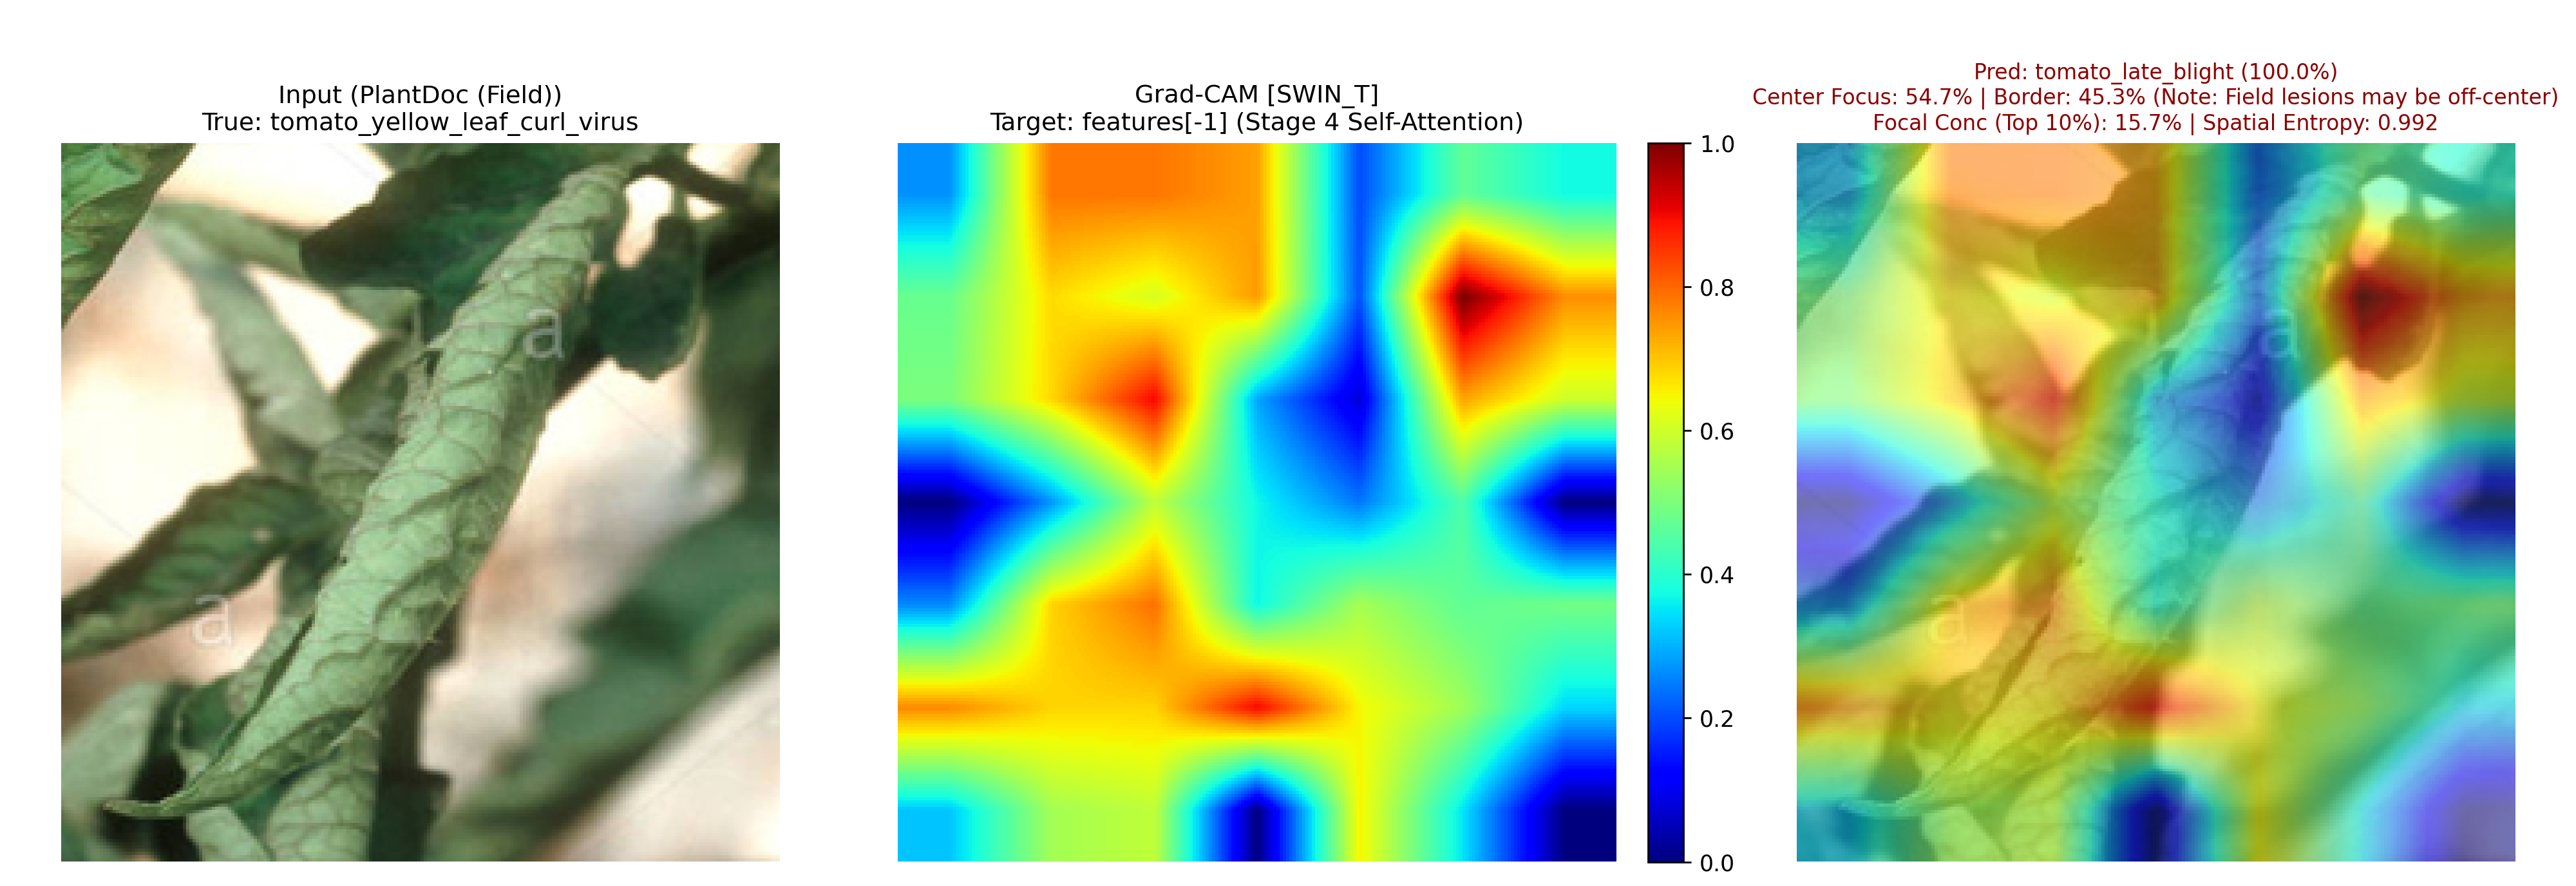 Input (PlantDoc (Field))
True: tomato_yellow_leaf_curl_virus
a
a
Grad-CAM [SWIN_T]
Target: features[-1] (Stage 4 Self-Attention)
1.0
0.8
0.6
0.4
0.2
0.0
Pred: tomato_late_blight (100.0%)
Center Focus: 54.7% | Border: 45.3% (Note: Field lesions may be off-center)
Focal Conc (Top 10%): 15.7% | Spatial Entropy: 0.992
a
a